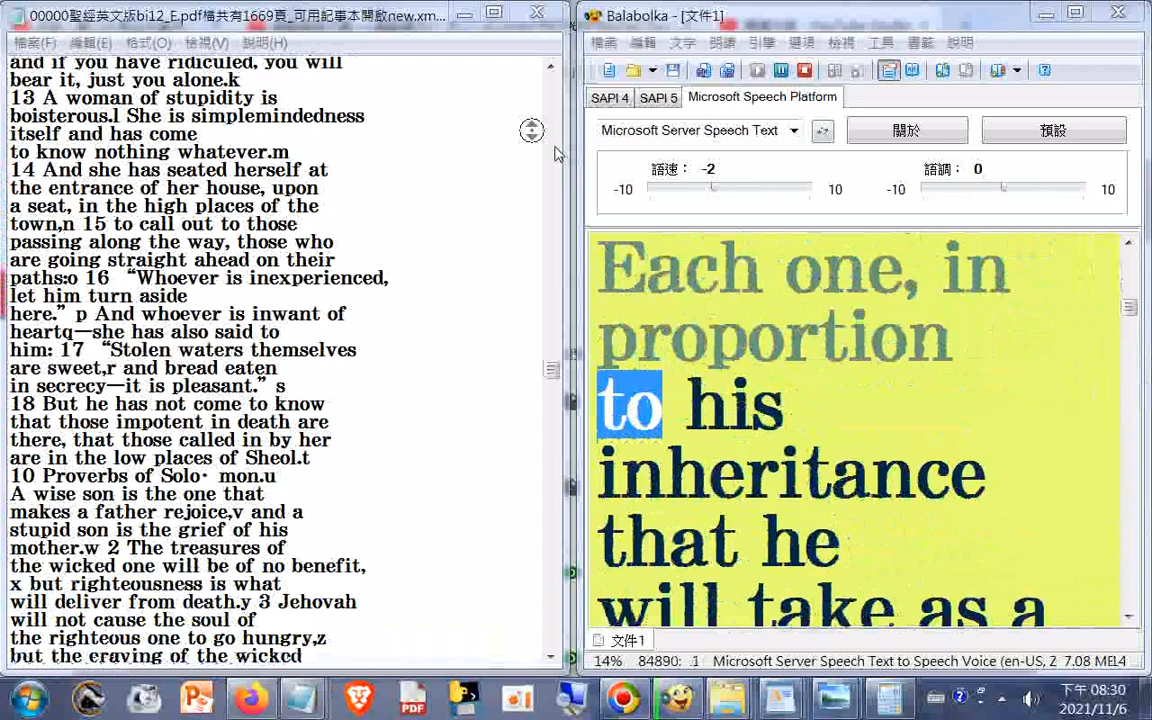 00000聖經英文版bi12_E.pdf檔共有1669頁_可用記事本開啟new.xm...
檔案(F) 編輯(E) 格式(O) 檢視(V) 說明(H)
and if you have ridiculed, you will
bear it, just you alone.k
13 A woman of stupidity is
boisterous.l She is simplemindedness
itself and has come
to know nothing whatever.m
14 And she has seated herself at
the entrance of her house, upon
a seat, in the high places of the
town,n 15 to call out to those
passing along the way, those who
are going straight ahead on their
paths:o 16 “Whoever is inexperienced,
let him turn aside
here.” p And whoever is inwant of
heartq—she has also said to
him: 17 “Stolen waters themselves
are sweet,r and bread eaten
in secrecy—it is pleasant.” s
18 But he has not come to know
that those impotent in death are
there, that those called in by her
are in the low places of Sheol.t
10 Proverbs of Solo· mon.u
A wise son is the one that
makes a father rejoice,v and a
stupid son is the grief of his
mother.w 2 The treasures of
the wicked one will be of no benefit,
x but righteousness is what
will deliver from death.y 3 Jehovah
will not cause the soul of
the righteous one to go hungry,z
but the craving of the wicked
Balabolka - [文件1]
檔案 編輯 文字 朗讀 引擎 選項 檢視 工具 書籤 說明
SAPI 4 SAPI 5 Microsoft Speech Platform
Microsoft Server Speech Text 關於 預設
語速： -2 語調： 0
-10 10 -10 10
Each one, in
proportion
to his
inheritance
that he
will take as a
文件1
14% 84890: .1 Microsoft Server Speech Text to Speech Voice (en-US, 2 7.08 ME14
下午 08:30
2021/11/6